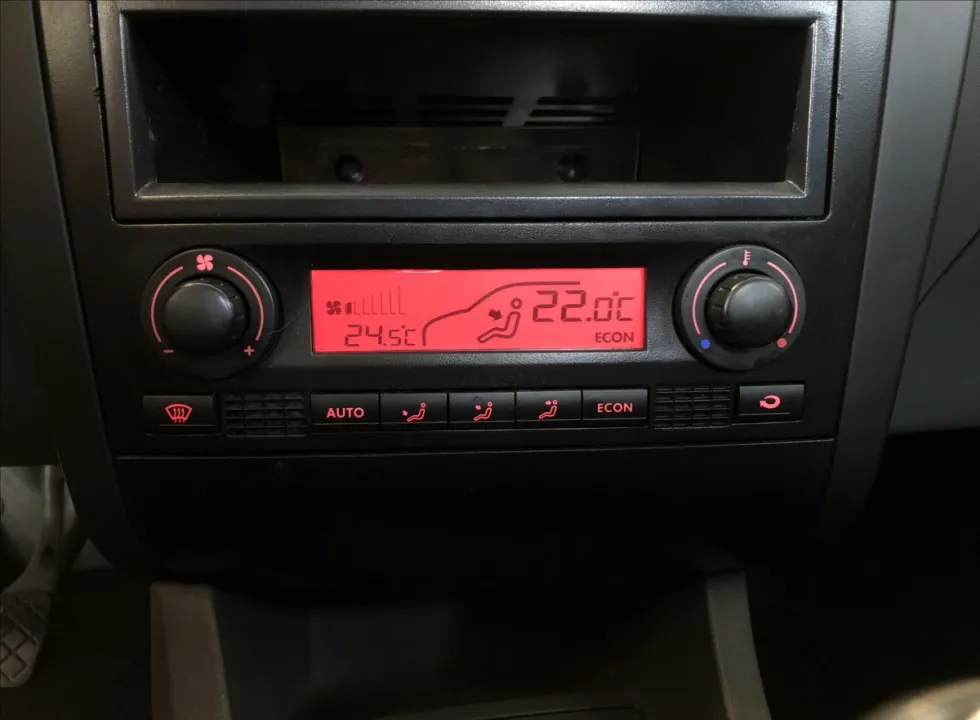 22.0°C
24.5°C
ECON
- +
AUTO
ECON